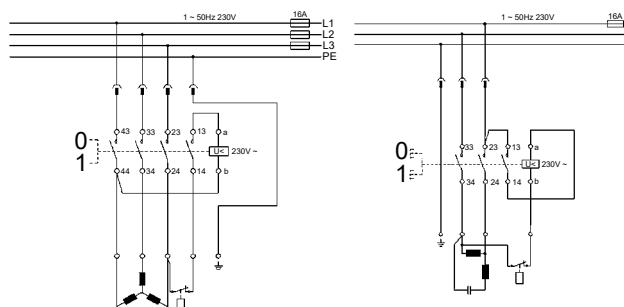 1 ~ 50Hz 230V 16A L1
L2
L3
PE
43 33 23 13 a
0
1
U< 230V ~
44 34 24 14 b
1 ~ 50Hz 230V 16A
33 23 13 a
0
1
U< 230V ~
34 24 14 b